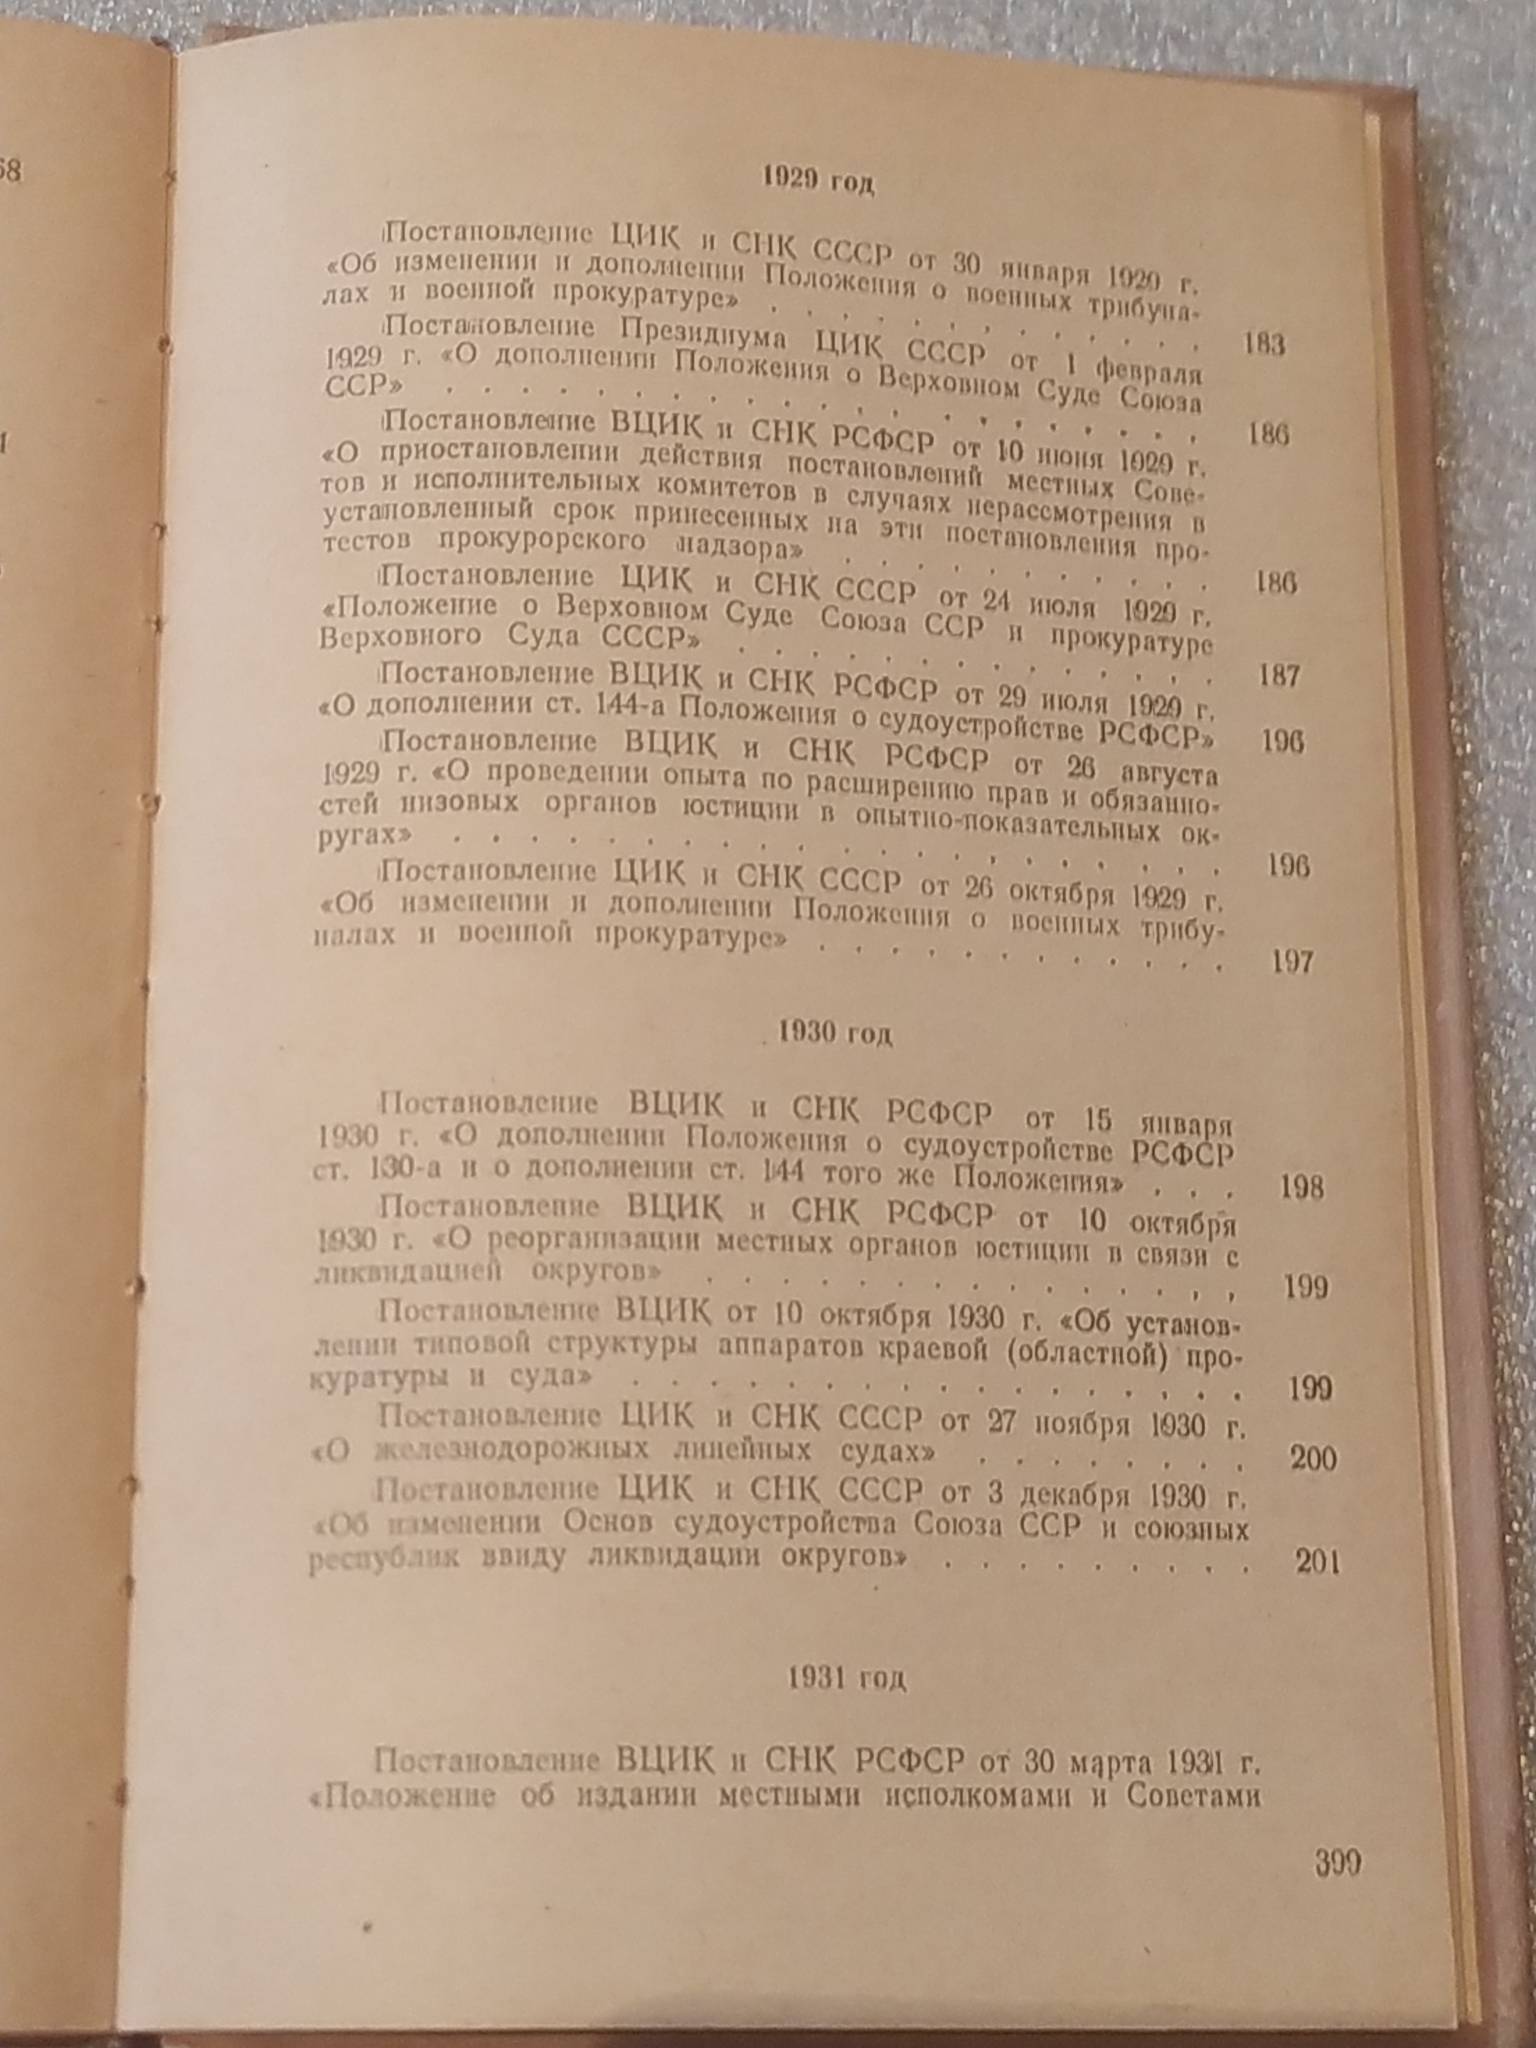 68
1929 год
Постановление ЦИК и СНК СССР от 30 января 1929 г.
«Об изменении и дополнении Положения о военных трибуна-
лах и военной прокуратуре» . . . . . . . . . . . . 183
Постановление Президиума ЦИК СССР от 1 февраля
1929 г. «О дополнении Положения о Верховном Суде Союза
ССР» . . . . . . . . . . . . . . . . . . . . 186
Постановление ВЦИК и СНК РСФСР от 10 июня 1929 г.
«О приостановлении действия постановлений местных Сове-
тов и исполнительных комитетов в случаях нерассмотрения в
установленный срок принесенных на эти постановления про-
тестов прокурорского надзора» . . . . . . . . . . . 186
Постановление ЦИК и СНК СССР от 24 июля 1929 г.
«Положение о Верховном Суде Союза ССР и прокуратуре
Верховного Суда СССР» . . . . . . . . . . . . . 187
Постановление ВЦИК и СНК РСФСР от 29 июля 1929 г.
«О дополнении ст. 144-а Положения о судоустройстве РСФСР» 196
Постановление ВЦИК и СНК РСФСР от 26 августа
1929 г. «О проведении опыта по расширению прав и обязанно-
стей низовых органов юстиции в опытно-показательных ок-
ругах» . . . . . . . . . . . . . . . . . . . . 196
Постановление ЦИК и СНК СССР от 26 октября 1929 г.
«Об изменении и дополнении Положения о военных трибу-
налах и военной прокуратуре» . . . . . . . . . . . . 197
1930 год
Постановление ВЦИК и СНК РСФСР от 15 января
1930 г. «О дополнении Положения о судоустройстве РСФСР
ст. 130-а и о дополнении ст. 144 того же Положения» . . . 198
Постановление ВЦИК и СНК РСФСР от 10 октября
1930 г. «О реорганизации местных органов юстиции в связи с
ликвидацией округов» . . . . . . . . . . . . . . 199
Постановление ВЦИК от 10 октября 1930 г. «Об установ-
лении типовой структуры аппаратов краевой (областной) про-
куратуры и суда» . . . . . . . . . . . . . . . . 199
Постановление ЦИК и СНК СССР от 27 ноября 1930 г.
«О железнодорожных линейных судах» . . . . . . . . 200
Постановление ЦИК и СНК СССР от 3 декабря 1930 г.
«Об изменении Основ судоустройства Союза ССР и союзных
республик ввиду ликвидации округов» . . . . . . . . . 201
1931 год
Постановление ВЦИК и СНК РСФСР от 30 марта 1931 г.
«Положение об издании местными исполкомами и Советами
399